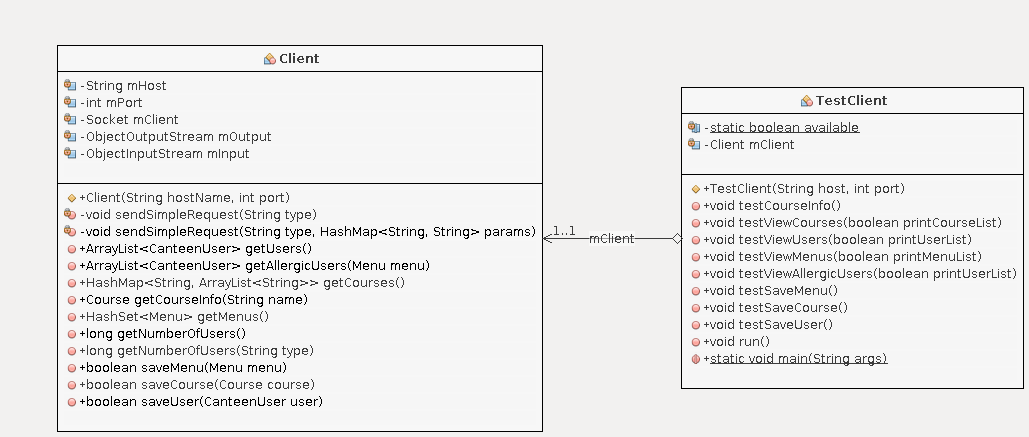 Client
-String mHost
-int mPort
-Socket mClient
-ObjectOutputStream mOutput
-ObjectInputStream mInput
+Client(String hostName, int port)
-void sendSimpleRequest(String type)
-void sendSimpleRequest(String type, HashMap<String, String> params)
+ArrayList<CanteenUser> getUsers()
+ArrayList<CanteenUser> getAllergicUsers(Menu menu)
+HashMap<String, ArrayList<String>> getCourses()
+Course getCourseInfo(String name)
+HashSet<Menu> getMenus()
+long getNumberOfUsers()
+long getNumberOfUsers(String type)
+boolean saveMenu(Menu menu)
+boolean saveCourse(Course course)
+boolean saveUser(CanteenUser user)
1..1
mClient
TestClient
-static boolean available
-Client mClient
+TestClient(String host, int port)
+void testCourseInfo()
+void testViewCourses(boolean printCourseList)
+void testViewUsers(boolean printUserList)
+void testViewMenus(boolean printMenuList)
+void testViewAllergicUsers(boolean printUserList)
+void testSaveMenu()
+void testSaveCourse()
+void testSaveUser()
+void run()
+static void main(String args)